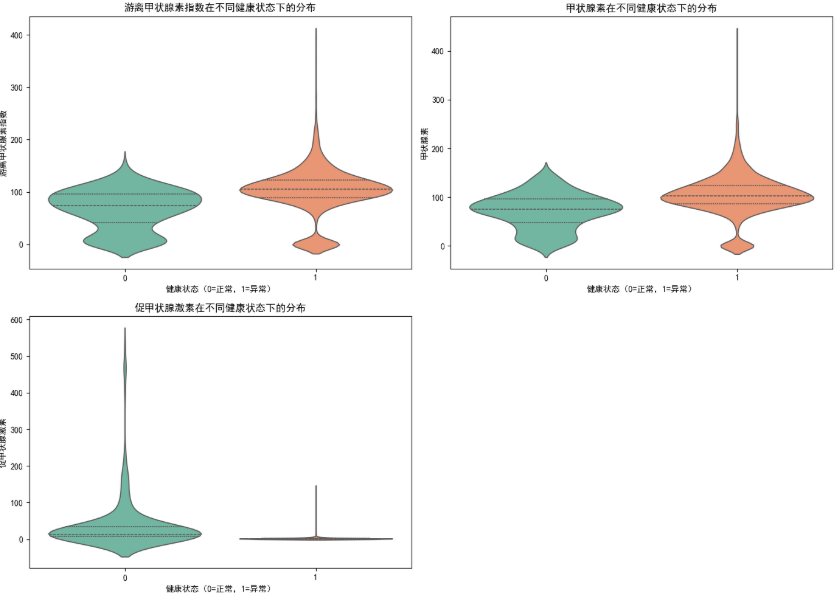 游离甲状腺素指数在不同健康状态下的分布
400
300
200
100
0
游离甲状腺素指数
0
1
健康状态（0=正常，1=异常）
甲状腺素在不同健康状态下的分布
400
300
200
100
0
甲状腺素
0
1
健康状态（0=正常，1=异常）
促甲状腺激素在不同健康状态下的分布
600
500
400
300
200
100
0
促甲状腺激素
0
1
健康状态（0=正常，1=异常）